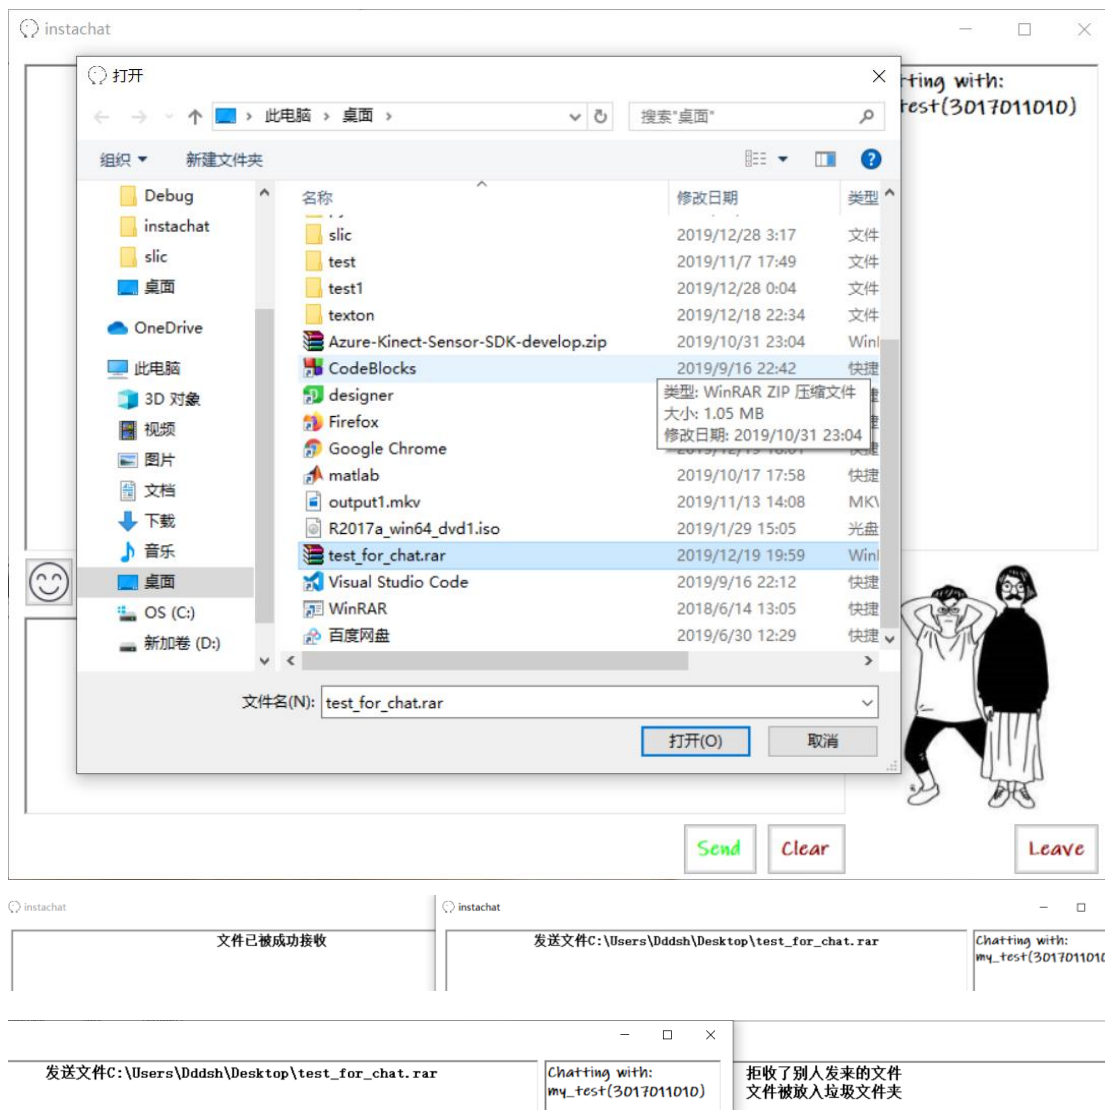 instachat
打开
此电脑 › 桌面 ›
搜索"桌面"
组织
新建文件夹
Debug
instachat
slic
桌面
OneDrive
此电脑
3D 对象
视频
图片
文档
下载
音乐
桌面
OS (C:)
新加卷 (D:)
名称 修改日期 类型
slic 2019/12/28 3:17 文件
test 2019/11/7 17:49 文件
test1 2019/12/28 0:04 文件
texton 2019/12/18 22:34 文件
Azure-Kinect-Sensor-SDK-develop.zip 2019/10/31 23:04 Win
CodeBlocks 2019/9/16 22:42 快捷
designer
Firefox
Google Chrome
matlab 2019/10/17 17:58 快捷
output1.mkv 2019/11/13 14:08 MK
R2017a_win64_dvd1.iso 2019/1/29 15:05 光盘
test_for_chat.rar 2019/12/19 19:59 Win
Visual Studio Code 2019/9/16 22:12 快捷
WinRAR 2018/6/14 13:05 快捷
百度网盘 2019/6/30 12:29 快捷
类型: WinRAR ZIP 压缩文件
大小: 1.05 MB
修改日期: 2019/10/31 23:04
文件名(N): test_for_chat.rar
打开(O) 取消
tting with:
test(3017011010)
Send Clear Leave
instachat
文件已被成功接收
instachat
发送文件C:\Users\Dddsh\Desktop\test_for_chat.rar
Chatting with:
my_test(301701101
发送文件C:\Users\Dddsh\Desktop\test_for_chat.rar
Chatting with:
my_test(3017011010)
拒收了别人发来的文件
文件被放入垃圾文件夹